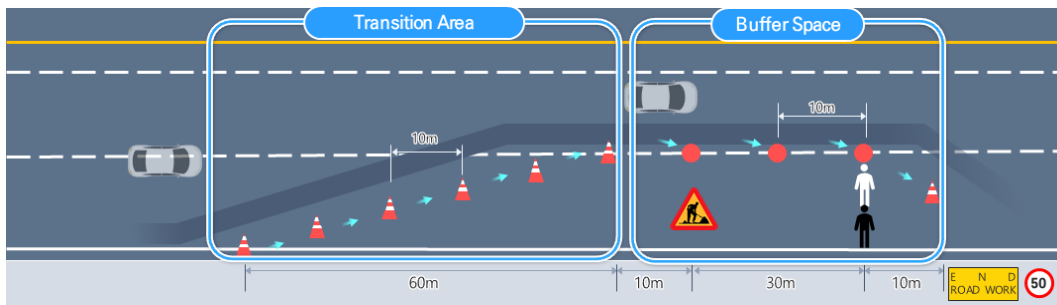 Transition Area
Buffer Space
10m
10m
60m
10m
30m
10m
E N D
ROAD WORK
50